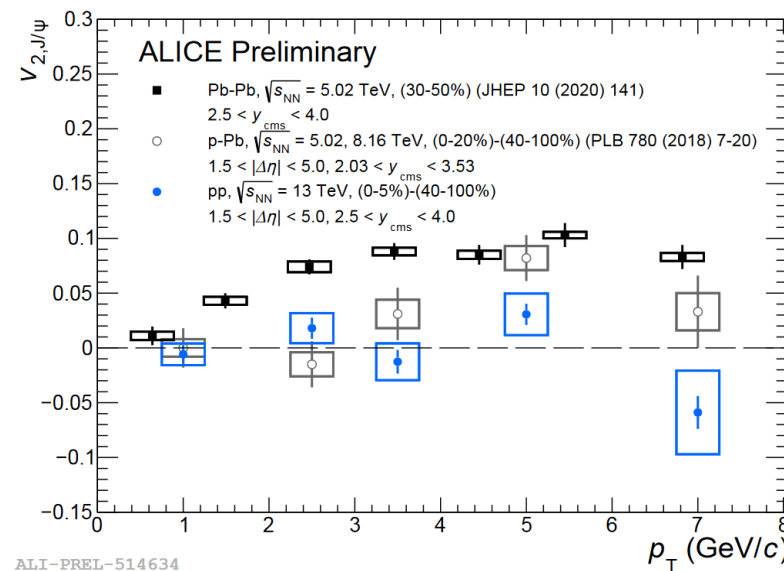 ALICE Preliminary
Pb-Pb, √sNN = 5.02 TeV, (30-50%) (JHEP 10 (2020) 141)
2.5 < ycms < 4.0
p-Pb, √sNN = 5.02, 8.16 TeV, (0-20%)-(40-100%) (PLB 780 (2018) 7-20)
1.5 < |Δη| < 5.0, 2.03 < ycms < 3.53
pp, √sNN = 13 TeV, (0-5%)-(40-100%)
1.5 < |Δη| < 5.0, 2.5 < ycms < 4.0
v2,J/ψ
0.3
0.25
0.2
0.15
0.1
0.05
0
−0.05
−0.1
−0.15
0 1 2 3 4 5 6 7 8
pT (GeV/c)
ALI-PREL-514634